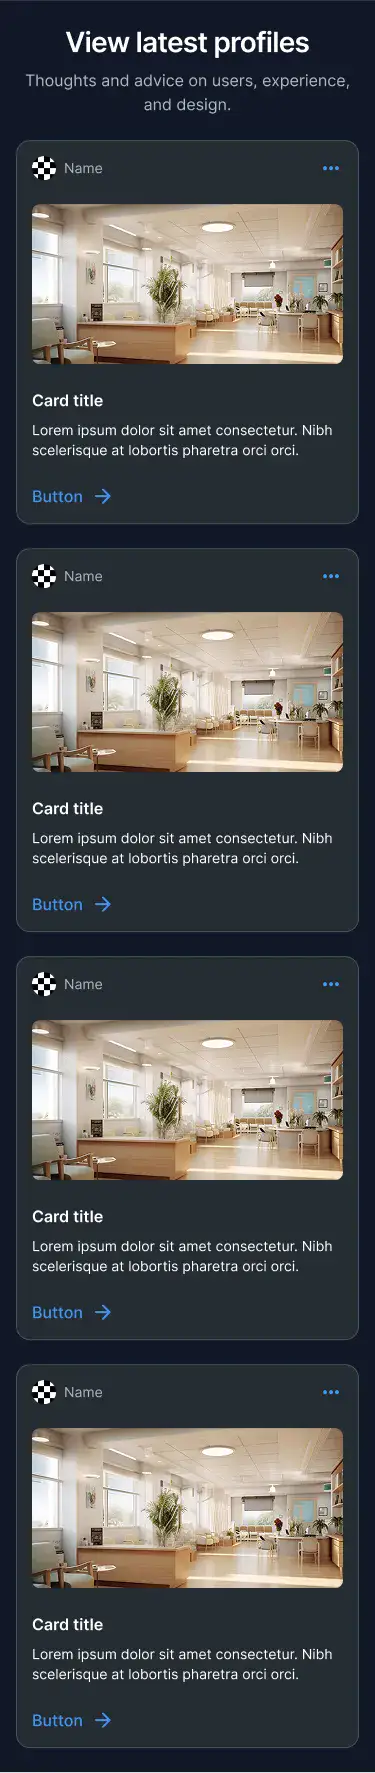 View latest profiles
Thoughts and advice on users, experience,
and design.
Name
Card title
Lorem ipsum dolor sit amet consectetur. Nibh
scelerisque at lobortis pharetra orci orci.
Button
Name
Card title
Lorem ipsum dolor sit amet consectetur. Nibh
scelerisque at lobortis pharetra orci orci.
Button
Name
Card title
Lorem ipsum dolor sit amet consectetur. Nibh
scelerisque at lobortis pharetra orci orci.
Button
Name
Card title
Lorem ipsum dolor sit amet consectetur. Nibh
scelerisque at lobortis pharetra orci orci.
Button